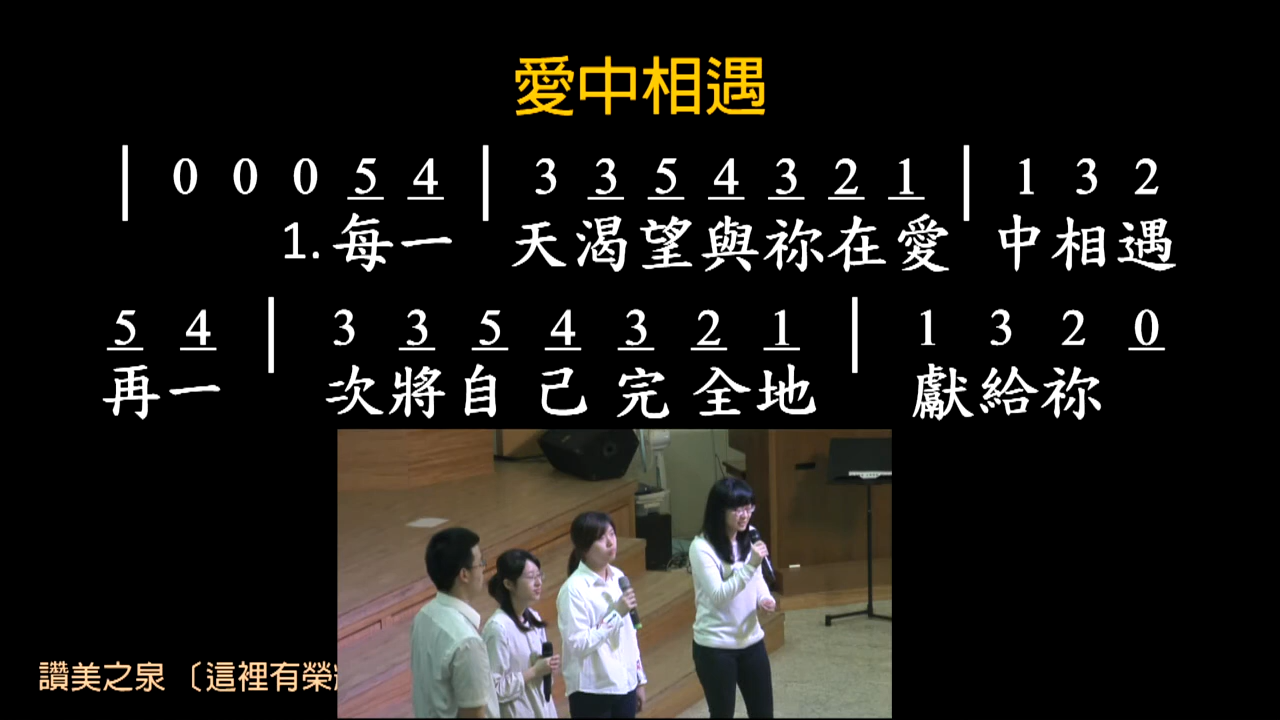 愛中相遇
| 0 0 0 5 4 | 3 3 5 4 3 2 1 | 1 3 2
1. 每一 天渴望與祢在愛 中相遇
5 4 | 3 3 5 4 3 2 1 | 1 3 2 0
再一 次將自己完全地 獻給祢
讚美之泉〔這裡有榮